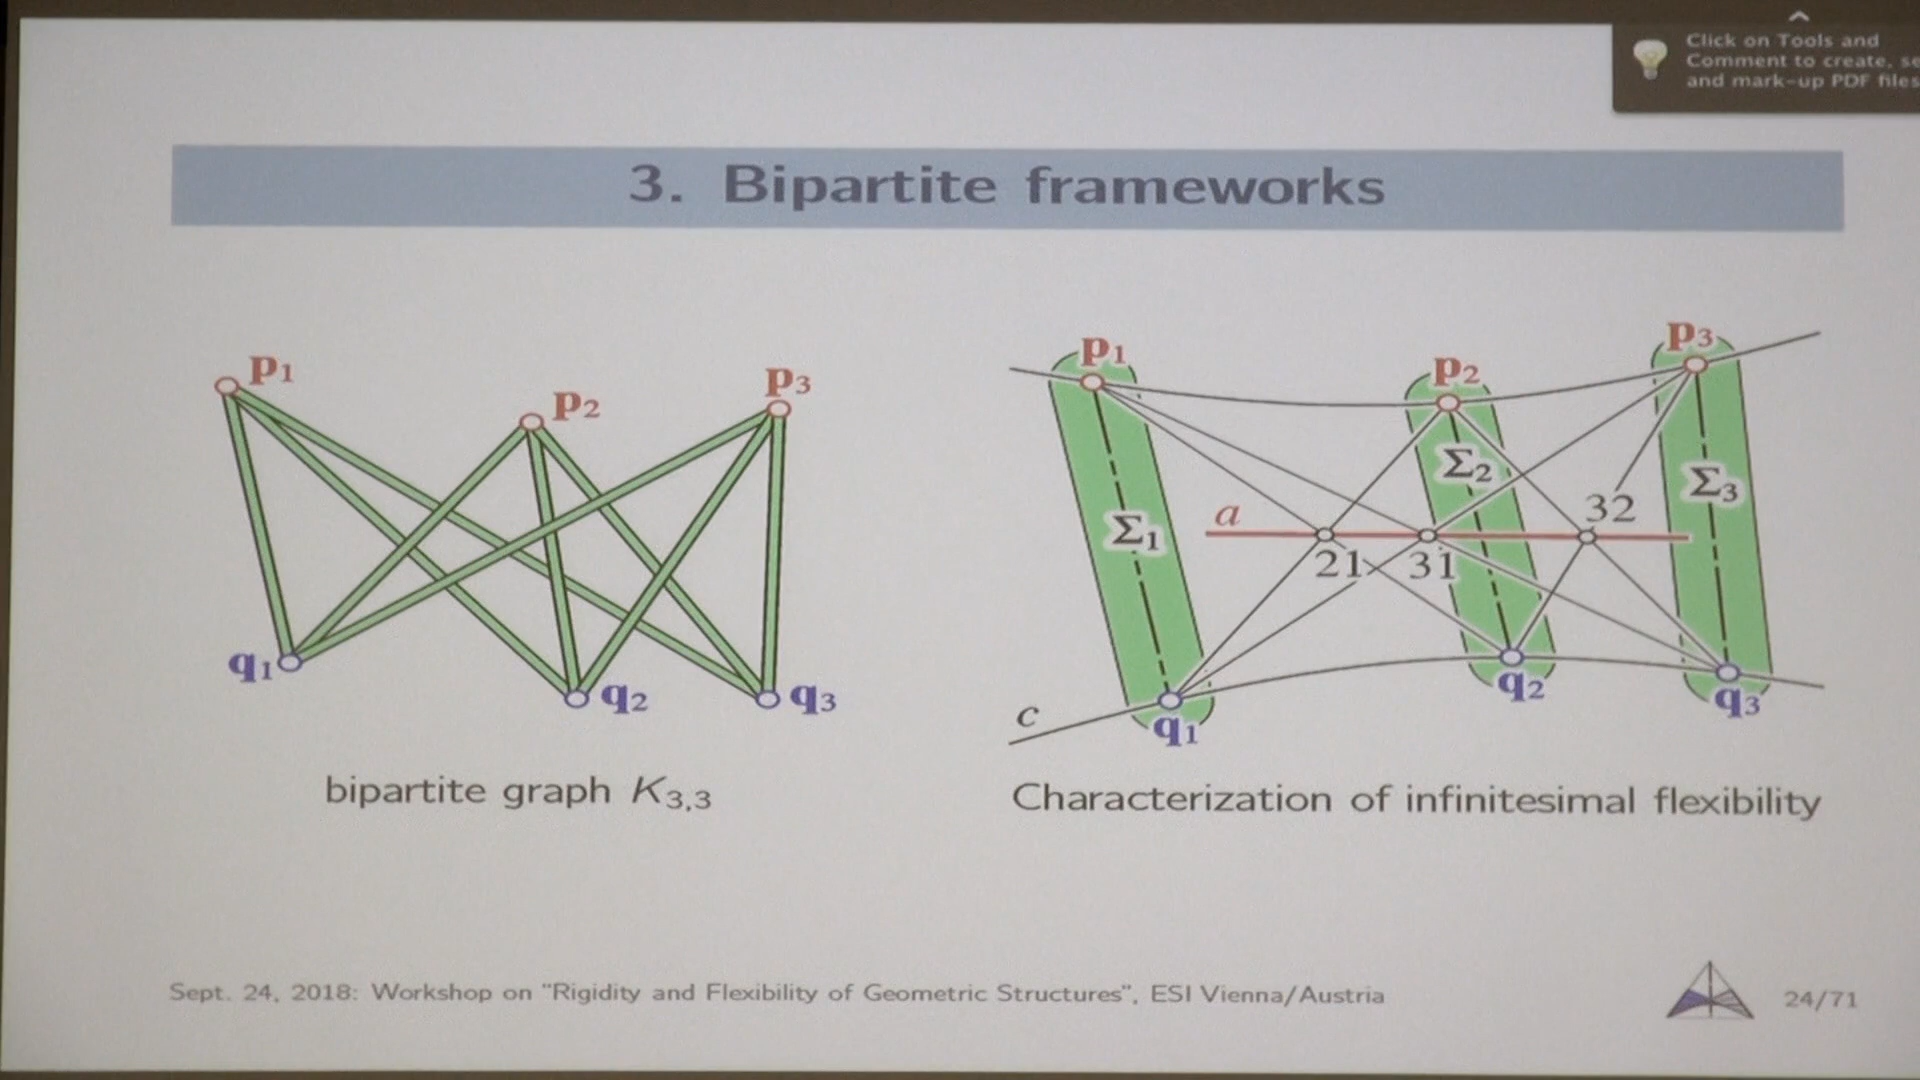 Click on Tools and
Comment to create, se
and mark-up PDF files
3. Bipartite frameworks
p1
p2
p3
q1
q2
q3
bipartite graph K3,3
p1
p2
p3
Σ1
Σ2
Σ3
a
21
31
32
c
q1
q2
q3
Characterization of infinitesimal flexibility
Sept. 24, 2018: Workshop on "Rigidity and Flexibility of Geometric Structures", ESI Vienna/Austria
24/71